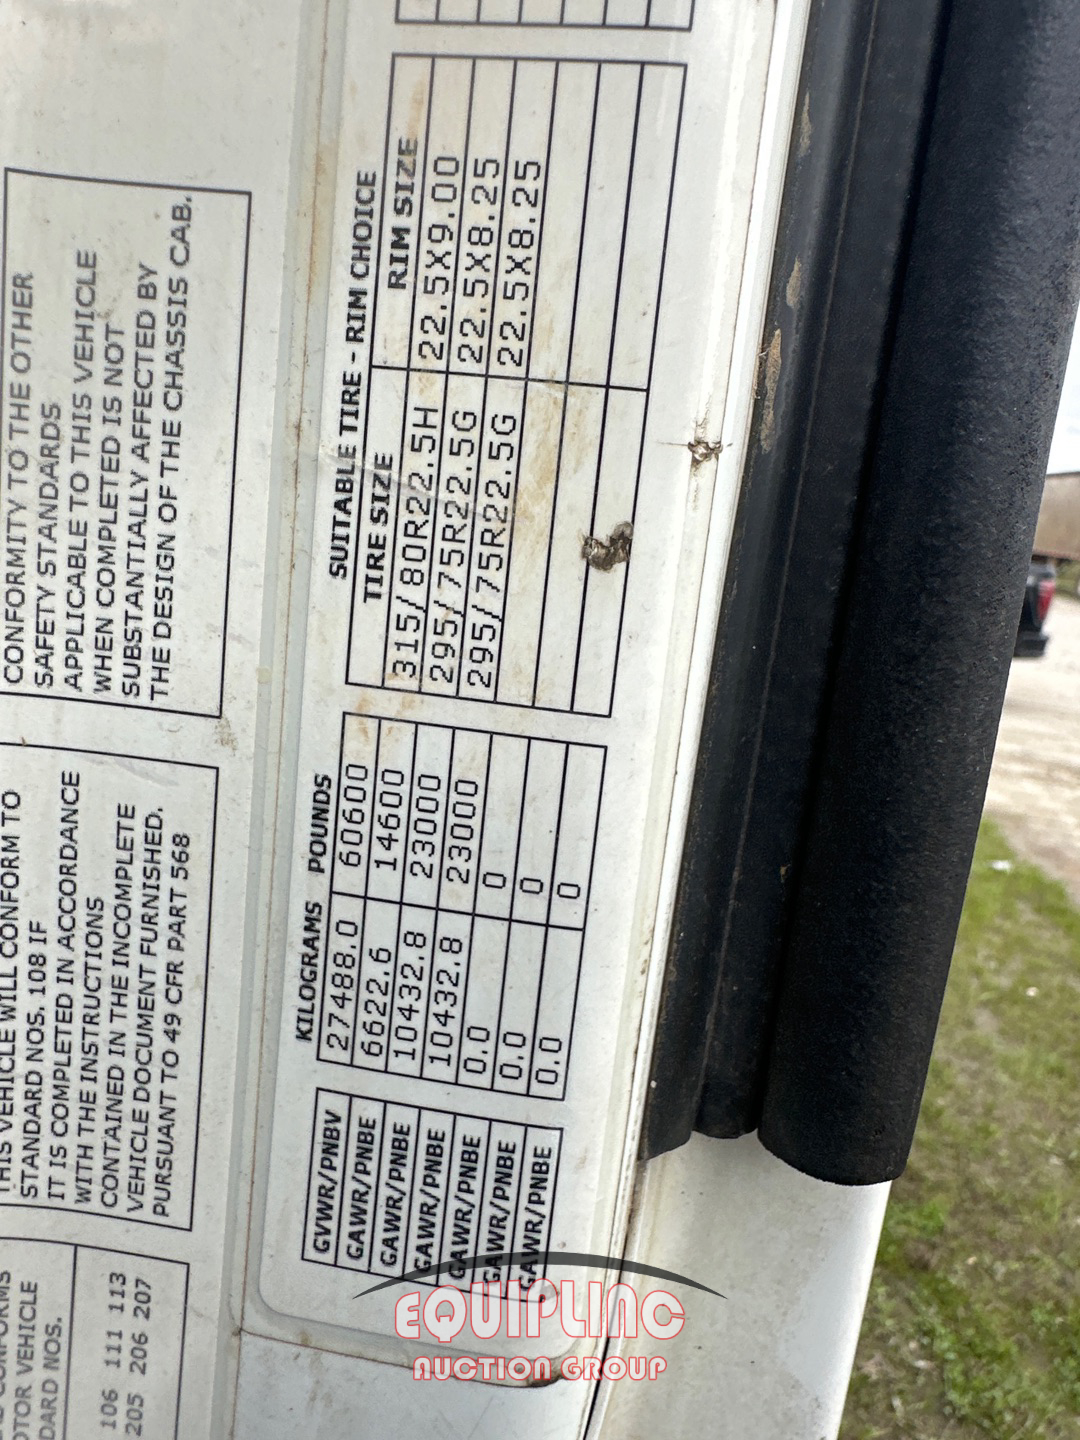 CONFORMITY TO THE OTHER
SAFETY STANDARDS
APPLICABLE TO THIS VEHICLE
WHEN COMPLETED IS NOT
SUBSTANTIALLY AFFECTED BY
THE DESIGN OF THE CHASSIS CAB.
THIS VEHICLE WILL CONFORM TO
STANDARD NOS. 108 IF
IT IS COMPLETED IN ACCORDANCE
WITH THE INSTRUCTIONS
CONTAINED IN THE INCOMPLETE
VEHICLE DOCUMENT FURNISHED.
PURSUANT TO 49 CFR PART 568
VEHICLE
NOS.
106 111 113
205 206 207
KILOGRAMS POUNDS
GVWR/PNBV 27488.0 60600
GAWR/PNBE 6622.6 14600
GAWR/PNBE 10432.8 23000
GAWR/PNBE 10432.8 23000
GAWR/PNBE 0.0 0
GAWR/PNBE 0.0 0
GAWR/PNBE 0.0 0
SUITABLE TIRE - RIM CHOICE
TIRE SIZE RIM SIZE
315/80R22.5H 22.5X9.00
295/75R22.5G 22.5X8.25
295/75R22.5G 22.5X8.25
EQUIPLINC
AUCTION GROUP